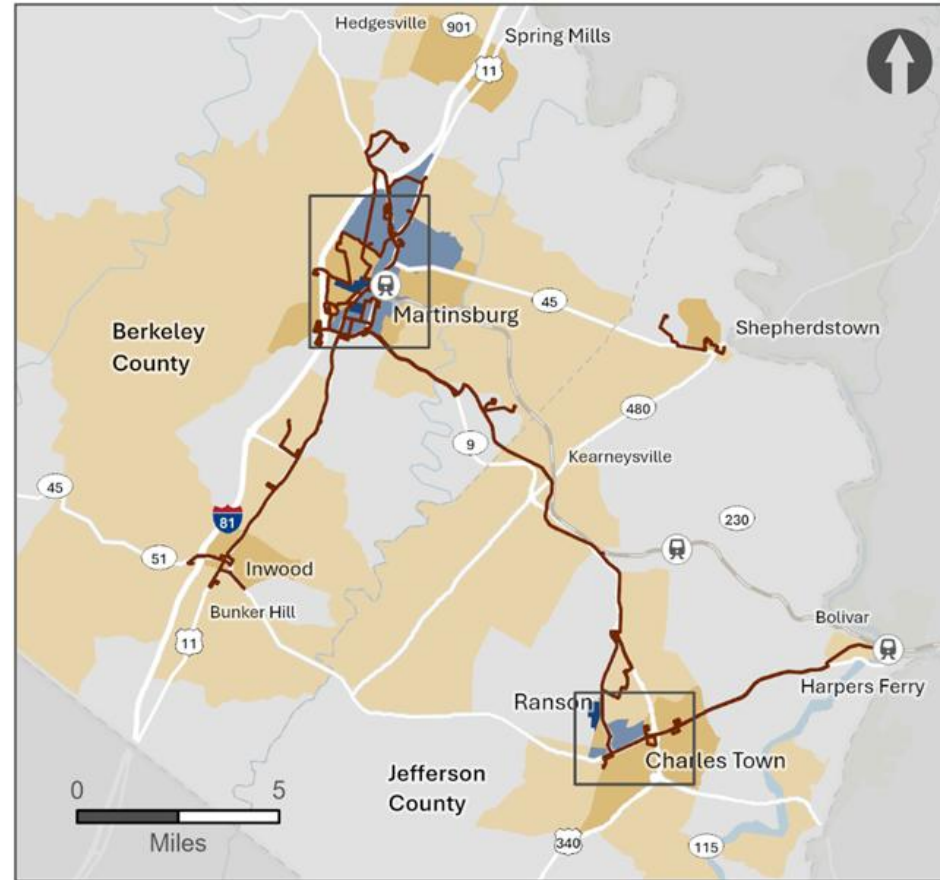 Hedgesville
901
Spring Mills
11
Berkeley
County
Martinsburg
45
Shepherdstown
480
9
Kearneysville
45
81
230
51
Inwood
Bunker Hill
11
Bolivar
Harpers Ferry
Ranson
Charles Town
Jefferson
County
0
5
Miles
340
115